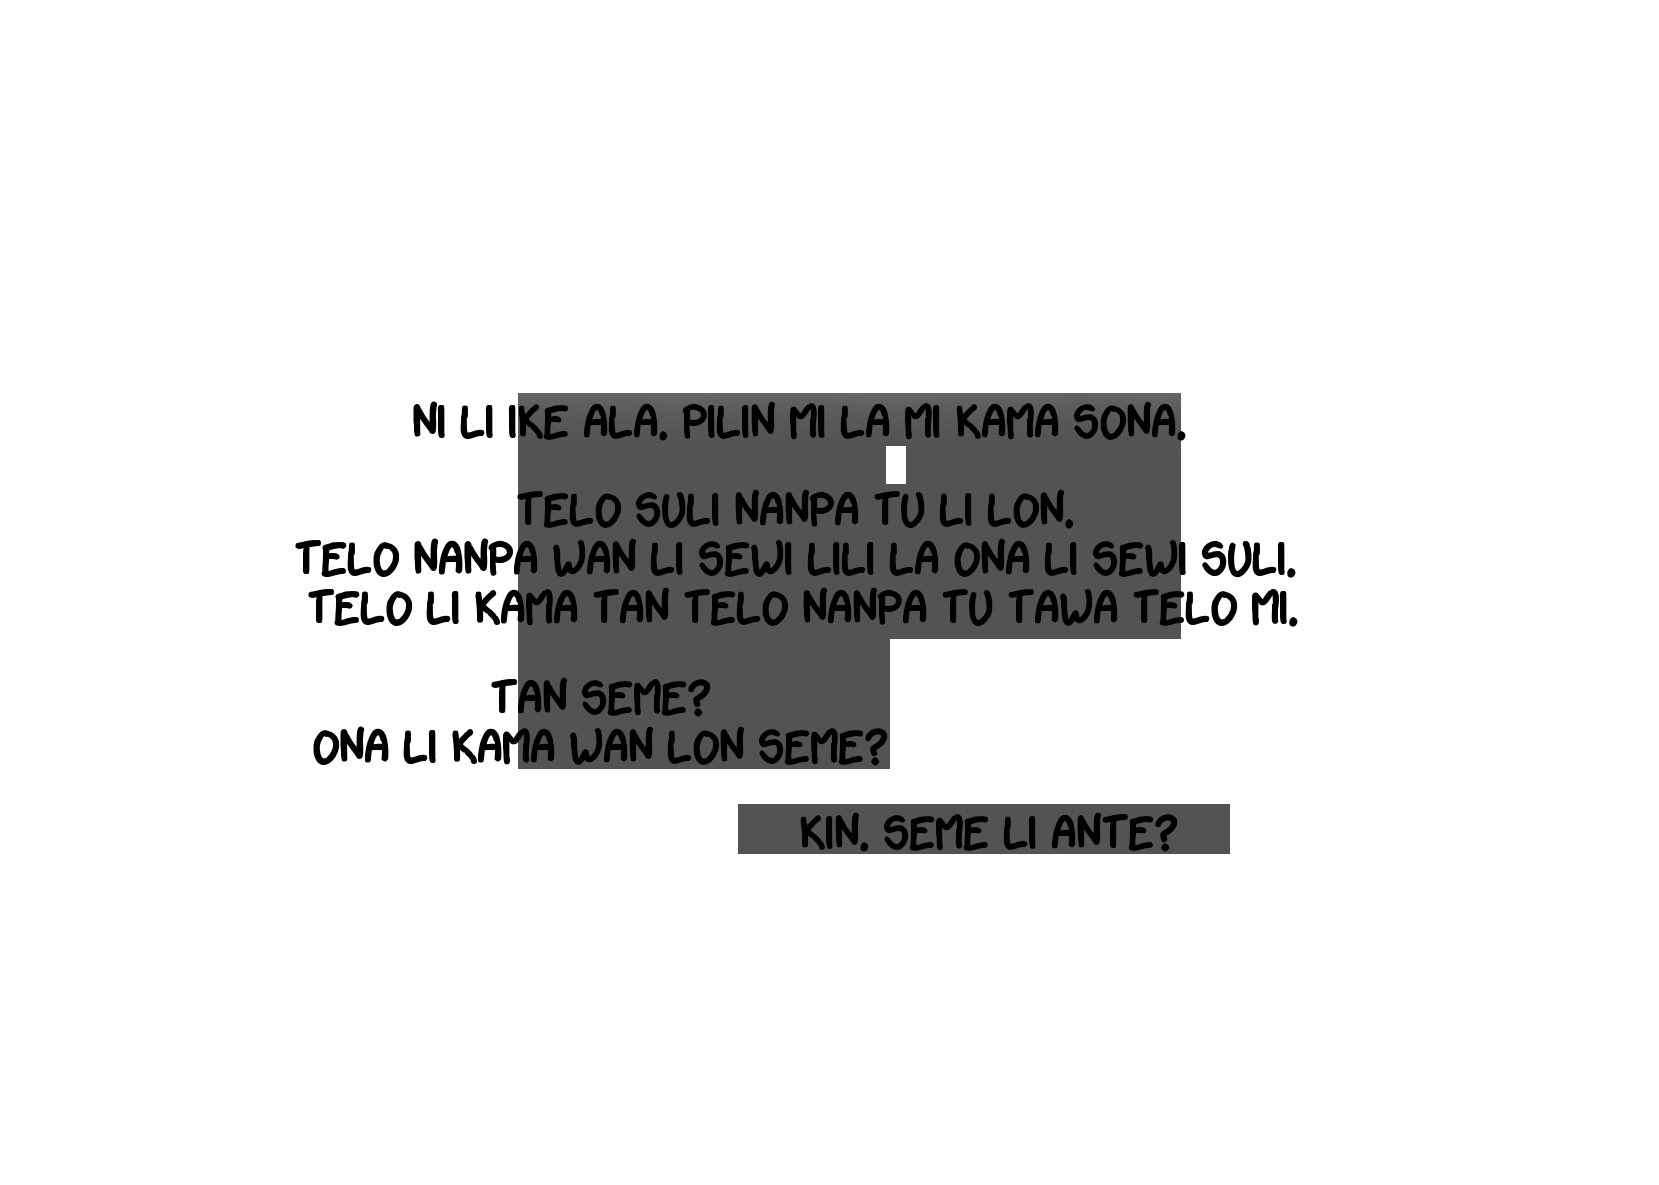 NI LI IKE ALA. PILIN MI LA MI KAMA SONA.
TELO SULI NANPA TU LI LON.
TELO NANPA WAN LI SEWI LILI LA ONA LI SEWI SULI.
TELO LI KAMA TAN TELO NANPA TU TAWA TELO MI.
TAN SEME?
ONA LI KAMA WAN LON SEME?
KIN. SEME LI ANTE?